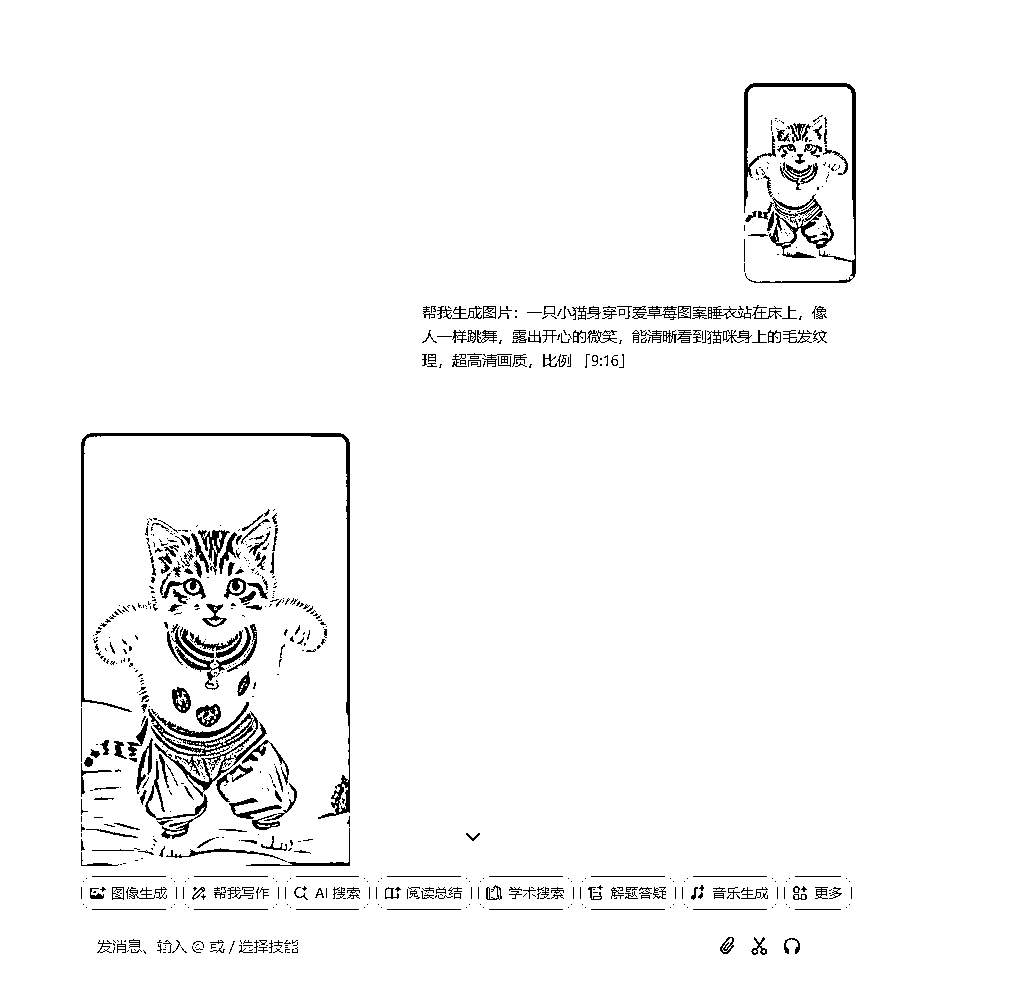 帮我生成图片：一只小猫身穿可爱草莓图案睡衣站在床上，像
人一样跳舞，露出开心的微笑，能清晰看到猫咪身上的毛发纹
理，超高清画质，比例 「9:16」
图像生成 帮我写作 AI 搜索 阅读总结 学术搜索 解题答疑 音乐生成 更多
发消息、输入 @ 或 / 选择技能